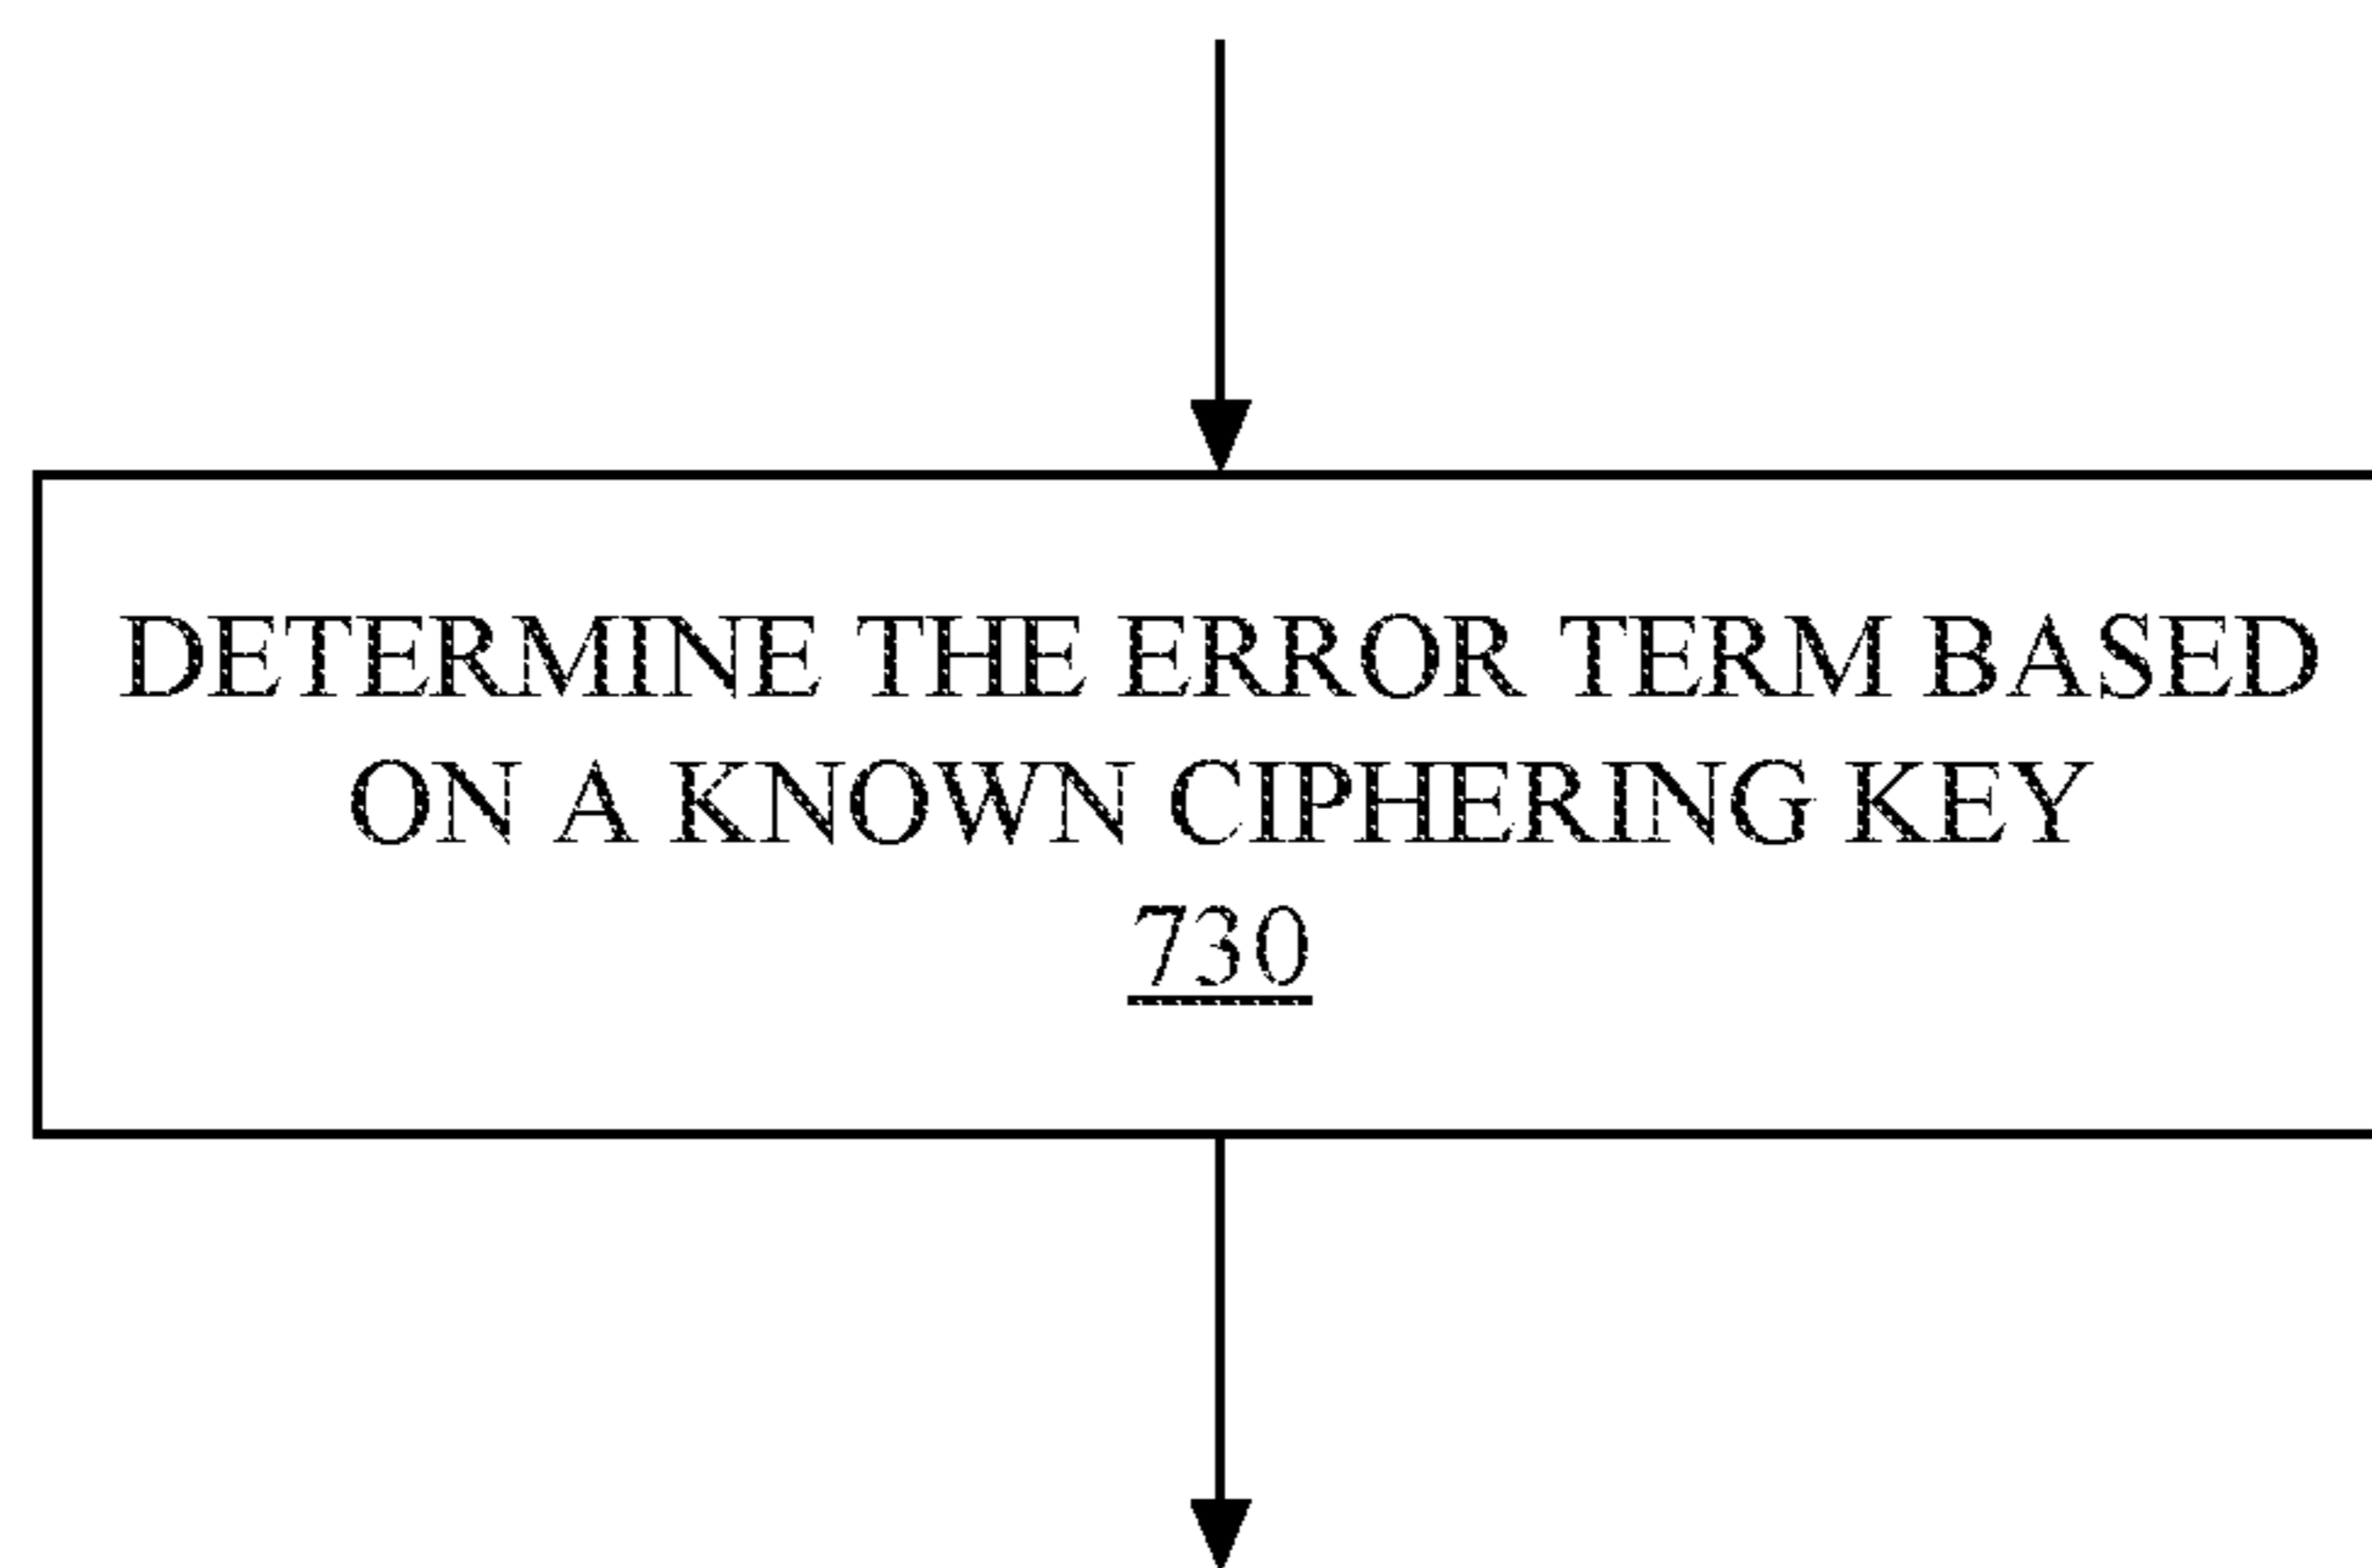 DETERMINE THE ERROR TERM BASED
ON A KNOWN CIPHERING KEY
730